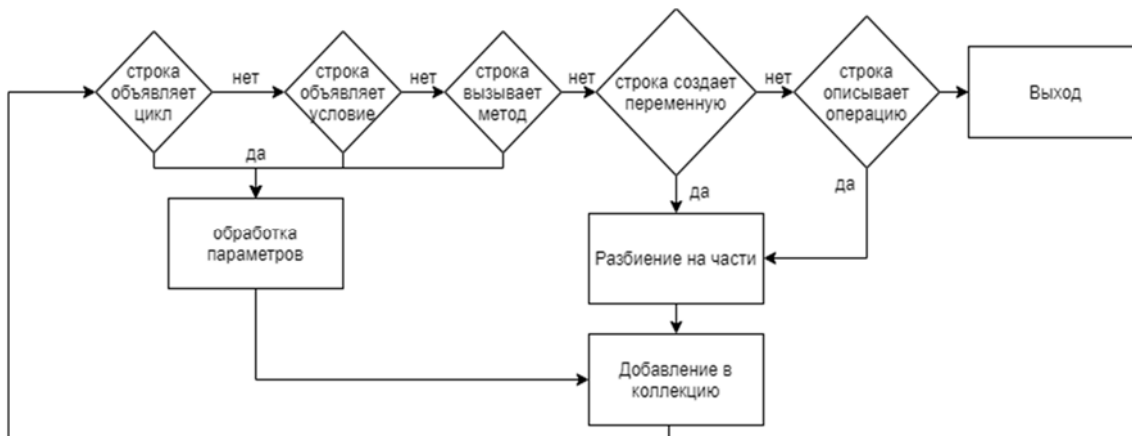 строка
объявляет
цикл
нет
строка
объявляет
условие
нет
строка
вызывает
метод
нет
строка создает
переменную
нет
строка
описывает
операцию
Выход
да
да
да
обработка
параметров
Разбиение на части
Добавление в
коллекцию